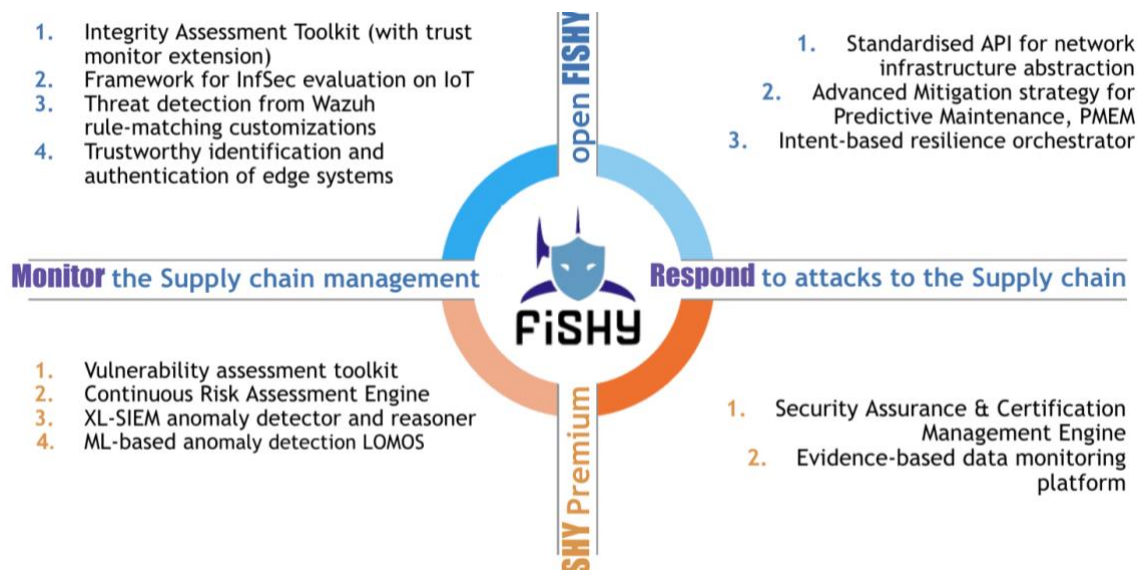 1. Integrity Assessment Toolkit (with trust
monitor extension)
2. Framework for InfSec evaluation on IoT
3. Threat detection from Wazuh
rule-matching customizations
4. Trustworthy identification and
authentication of edge systems
open FISHY
1. Standardised API for network
infrastructure abstraction
2. Advanced Mitigation strategy for
Predictive Maintenance, PMEM
3. Intent-based resilience orchestrator
Monitor the Supply chain management
FiSHY
Respond to attacks to the Supply chain
1. Vulnerability assessment toolkit
2. Continuous Risk Assessment Engine
3. XL-SIEM anomaly detector and reasoner
4. ML-based anomaly detection LOMOS
SHY Premium
1. Security Assurance & Certification
Management Engine
2. Evidence-based data monitoring
platform